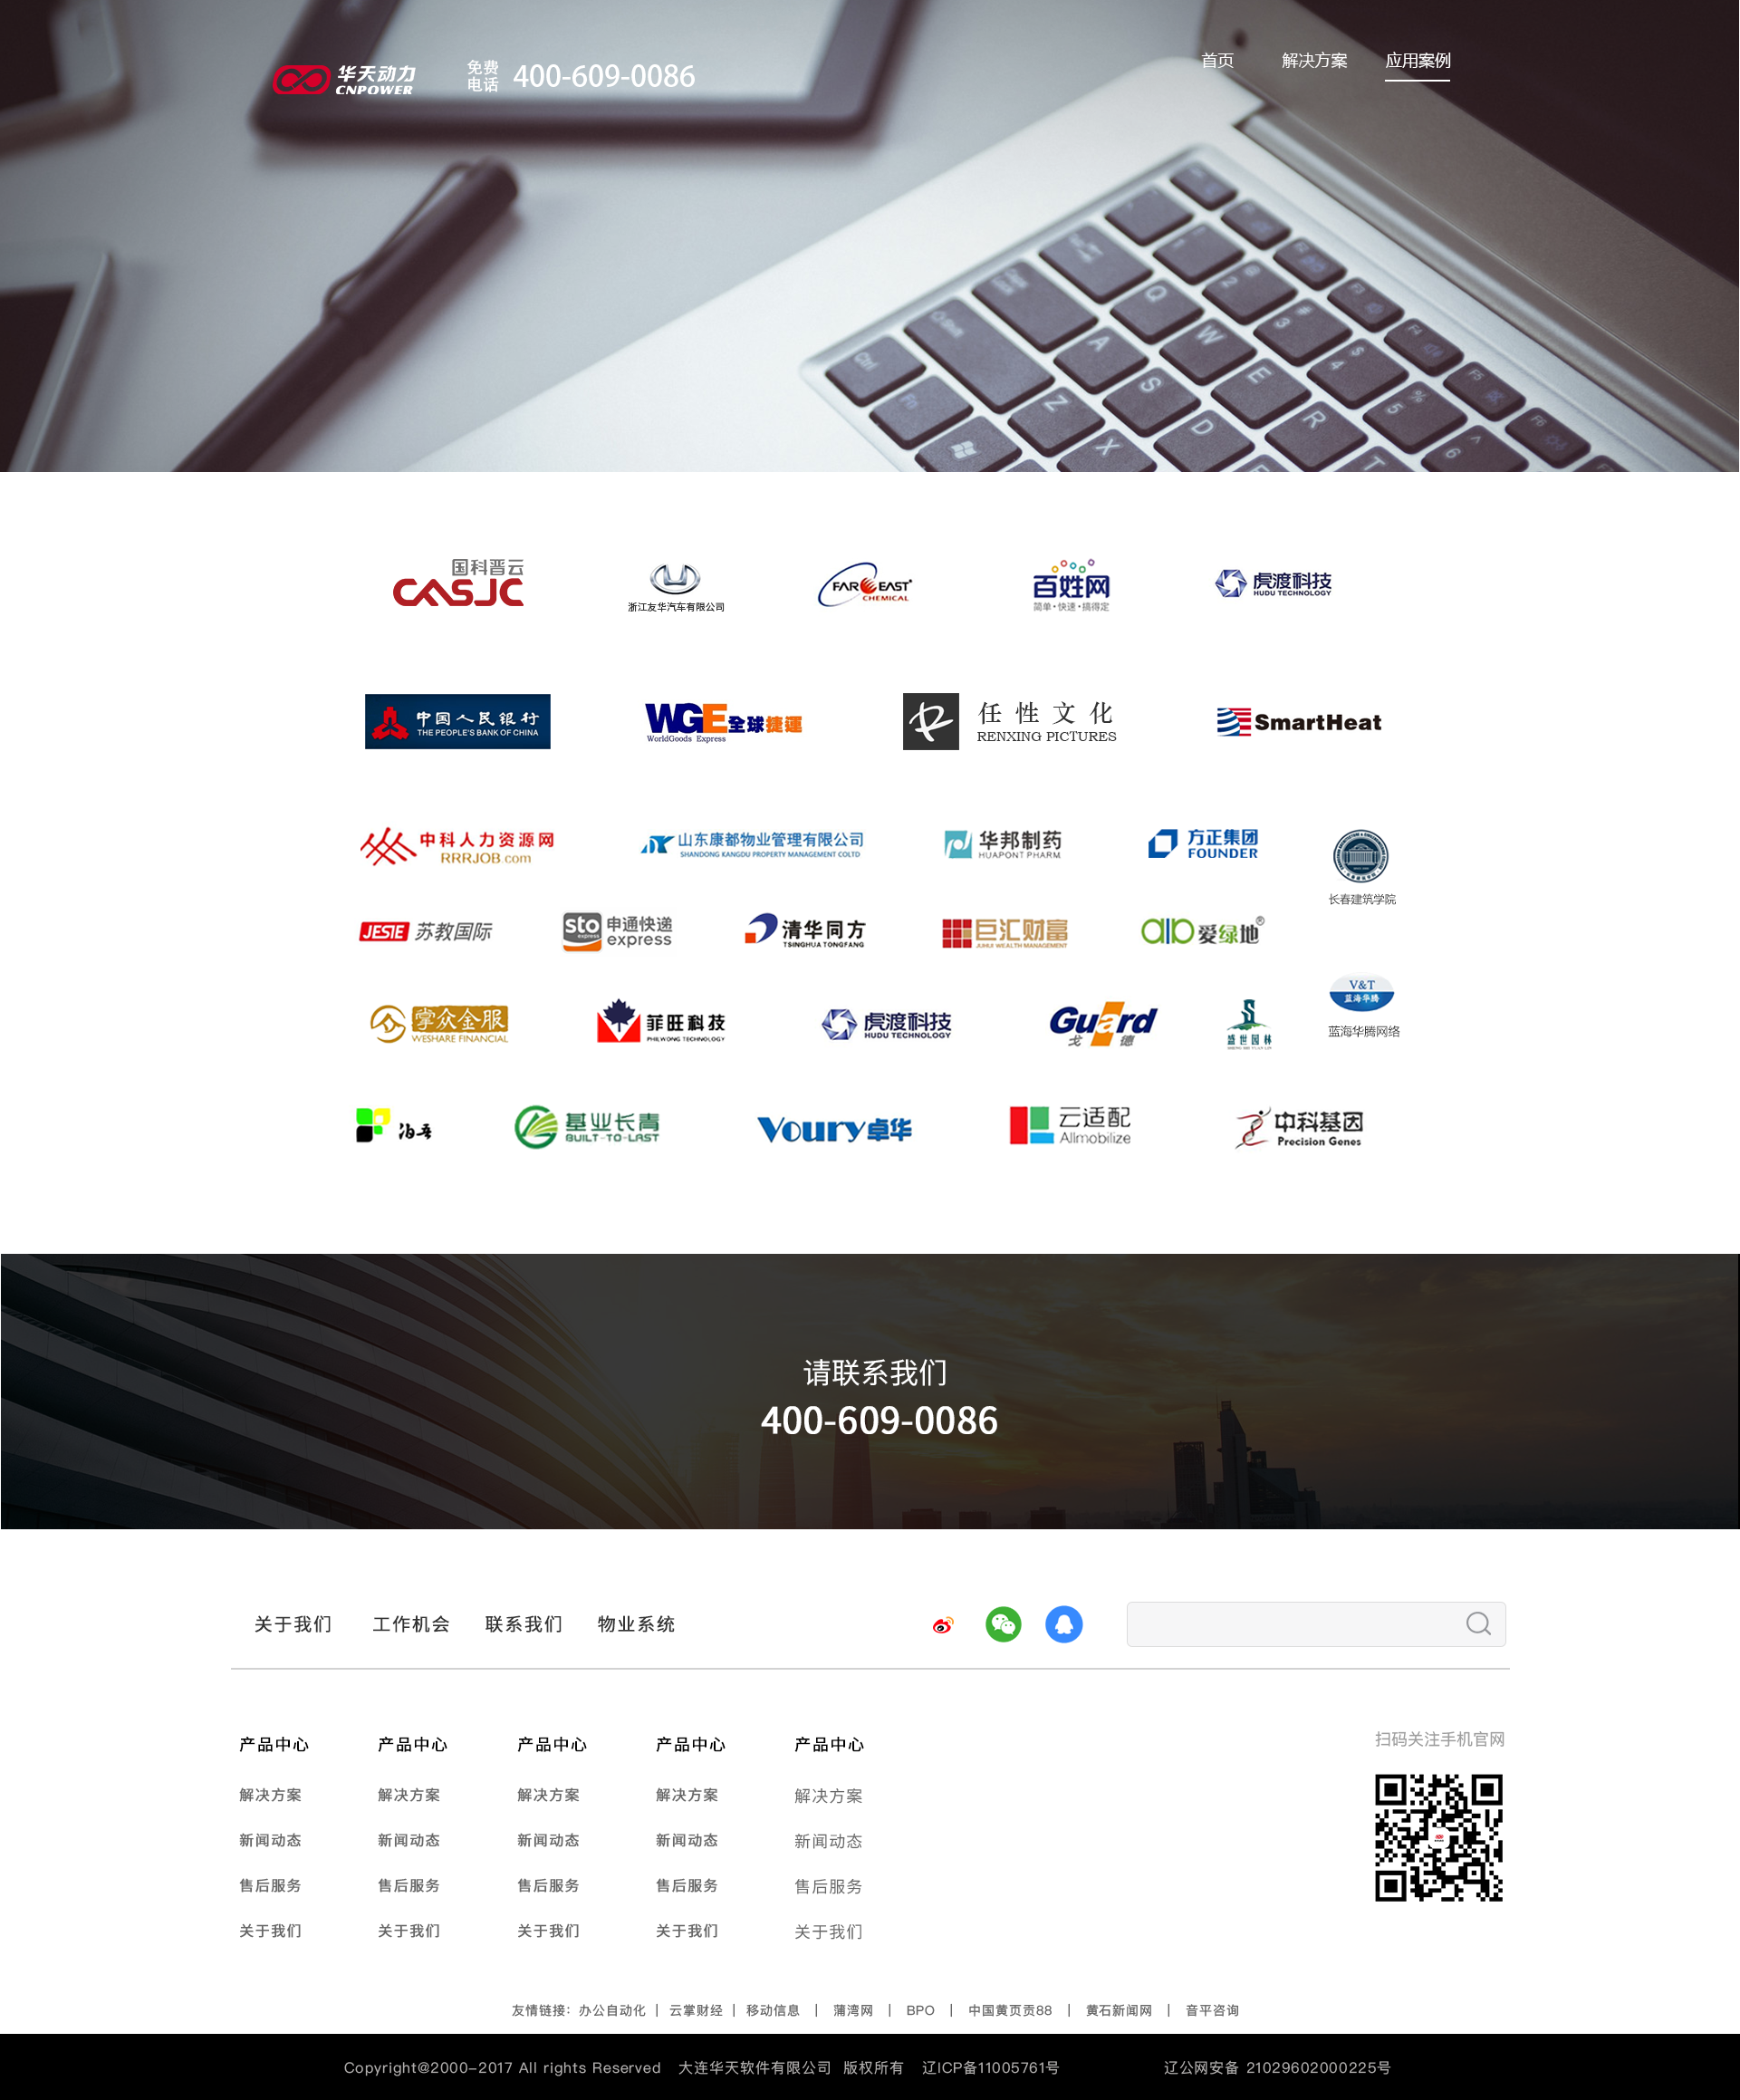 华天动力
CNPOWER
免费
电话
400-609-0086
首页 解决方案 应用案例
Ctrl Shift Fn Q A Z W S X E D R T F3 F4 F5 F6 $ 4 % 5 6
国科晋云
CASJC
浙江友华汽车有限公司
FAR EAST
CHEMICAL
百姓网
简单·快速·搞得定
虎渡科技
HUDU TECHNOLOGY
中国人民银行
THE PEOPLE'S BANK OF CHINA
WGE全球捷運
WorldGoods Express
任性文化
RENXING PICTURES
SmartHeat
中科人力资源网
RRRJOB.com
山东康都物业管理有限公司
SHANDONG KANGDU PROPERTY MANAGEMENT COLTD
华邦制药
HUAPONT PHARM
方正集团
FOUNDER
长春建筑学院
JESIE 苏教国际
sto
express
申通快递
express
清华同方
TSINGHUA TONGFANG
巨汇财富
JUHUI WEALTH MANAGEMENT
爱绿地®
V&T
蓝海华腾
蓝海华腾网络
掌众金服
WESHARE FINANCIAL
菲旺科技
PHILWONG TECHNOLOGY
虎渡科技
HUDU TECHNOLOGY
Guard
戈德
盛世园林
基业长青
BUILT-TO-LAST
Voury卓华
云适配
Allmobilize
中科基因
Precision Genes
请联系我们
400-609-0086
关于我们 工作机会 联系我们 物业系统
产品中心 产品中心 产品中心 产品中心 产品中心
解决方案 解决方案 解决方案 解决方案 解决方案
新闻动态 新闻动态 新闻动态 新闻动态 新闻动态
售后服务 售后服务 售后服务 售后服务 售后服务
关于我们 关于我们 关于我们 关于我们 关于我们
扫码关注手机官网
友情链接：办公自动化 | 云掌财经 | 移动信息 | 蒲湾网 | BPO | 中国黄页贡88 | 黄石新闻网 | 音平咨询
Copyright@2000-2017 All rights Reserved 大连华天软件有限公司 版权所有 辽ICP备11005761号 辽公网安备 21029602000225号